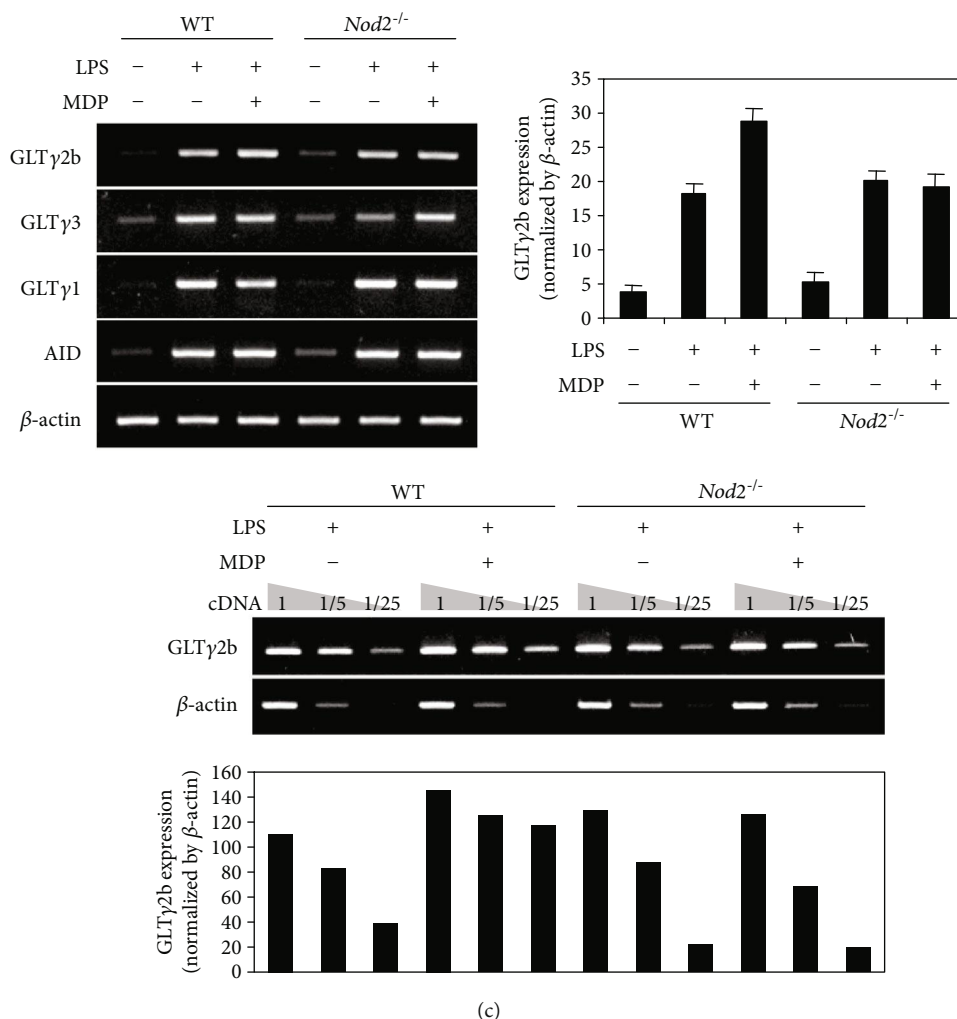 WT Nod2-/-
LPS − + + − + +
MDP − − + − − +
GLTγ2b
GLTγ3
GLTγ1
AID
β-actin
GLTγ2b expression
(normalized by β-actin)
35
30
25
20
15
10
5
0
LPS − + + − + +
MDP − − + − − +
WT Nod2-/-
WT Nod2-/-
LPS + + + +
MDP − + − +
cDNA 1 1/5 1/25 1 1/5 1/25 1 1/5 1/25 1 1/5 1/25
GLTγ2b
β-actin
GLTγ2b expression
(normalized by β-actin)
160
140
120
100
80
60
40
20
0
(c)